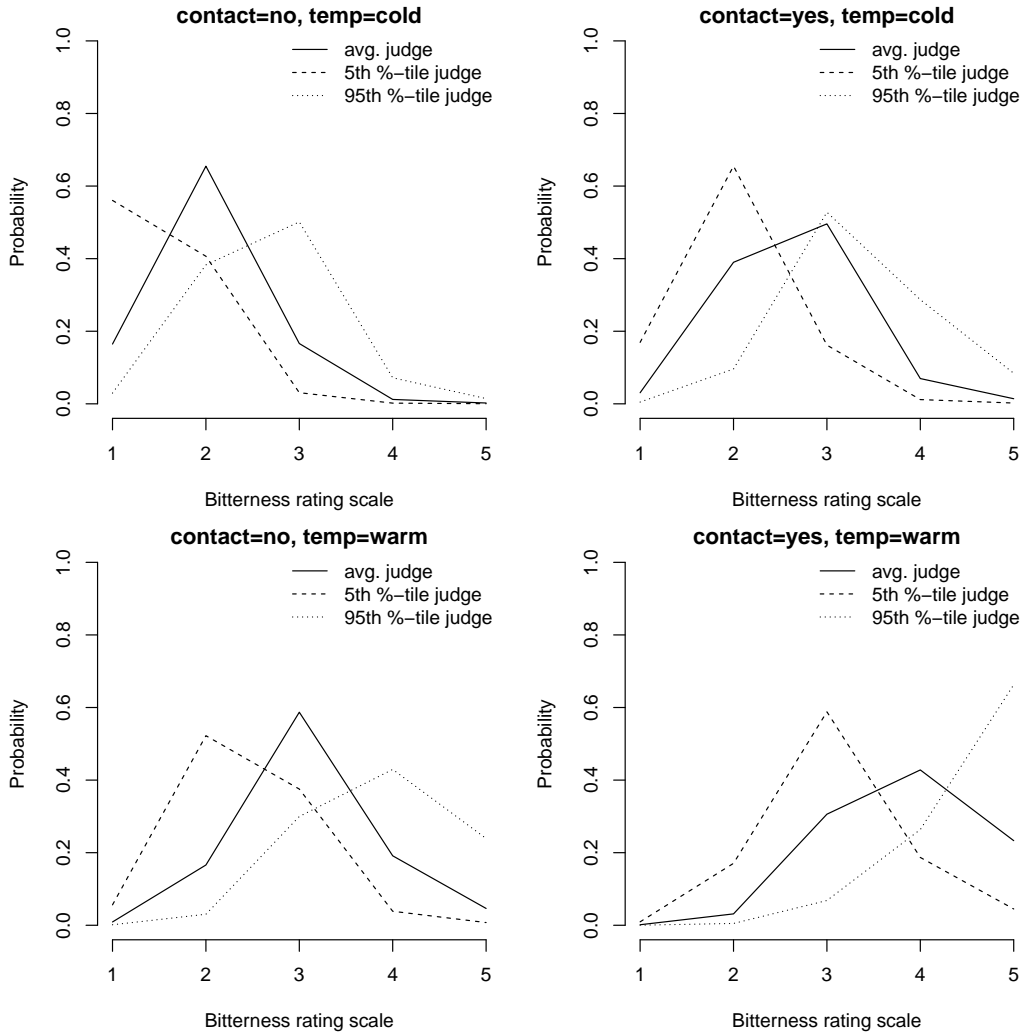 contact=no, temp=cold
avg. judge
5th %−tile judge
95th %−tile judge
Probability
0.0 0.2 0.4 0.6 0.8 1.0
1 2 3 4 5
Bitterness rating scale
contact=yes, temp=cold
avg. judge
5th %−tile judge
95th %−tile judge
Probability
0.0 0.2 0.4 0.6 0.8 1.0
1 2 3 4 5
Bitterness rating scale
contact=no, temp=warm
avg. judge
5th %−tile judge
95th %−tile judge
Probability
0.0 0.2 0.4 0.6 0.8 1.0
1 2 3 4 5
Bitterness rating scale
contact=yes, temp=warm
avg. judge
5th %−tile judge
95th %−tile judge
Probability
0.0 0.2 0.4 0.6 0.8 1.0
1 2 3 4 5
Bitterness rating scale